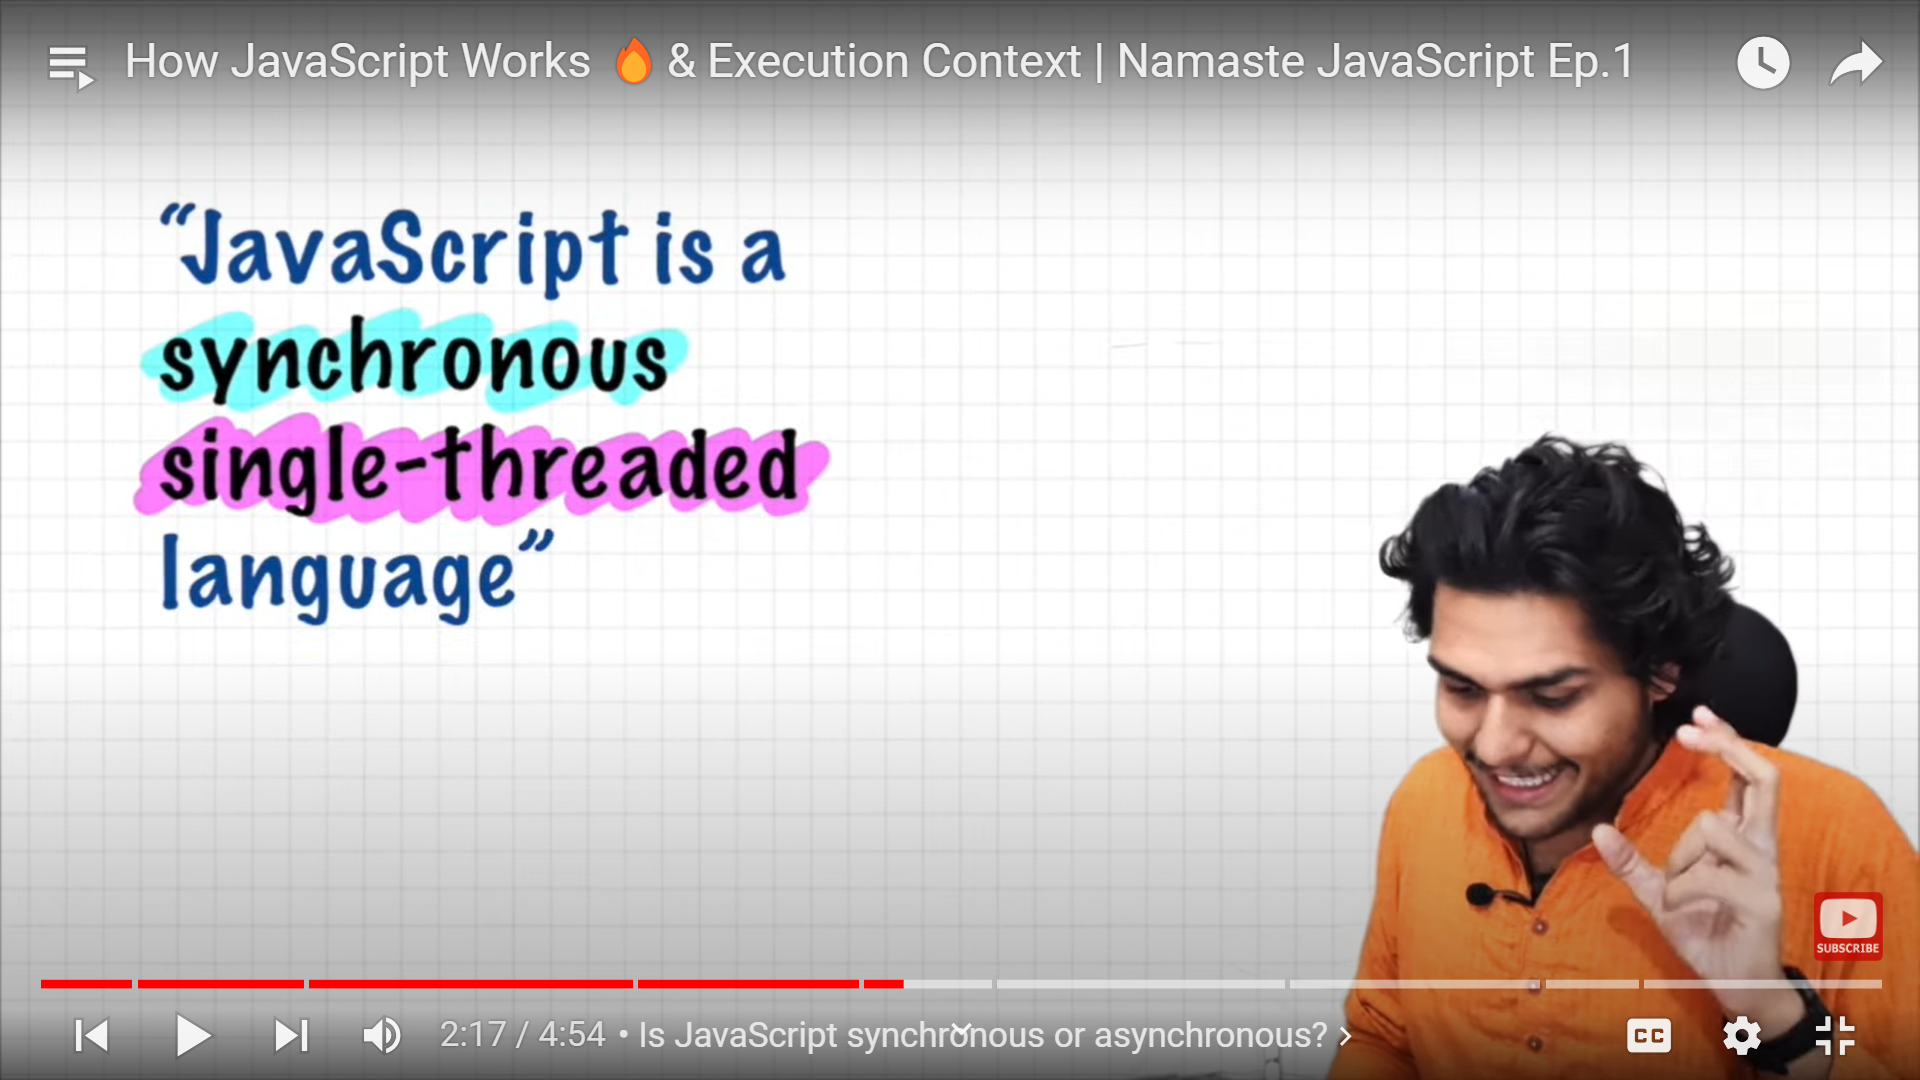 How JavaScript Works 🔥 & Execution Context | Namaste JavaScript Ep.1
“JavaScript is a
synchronous
single-threaded
language”
SUBSCRIBE
2:17 / 4:54 • Is JavaScript synchronous or asynchronous? >
CC